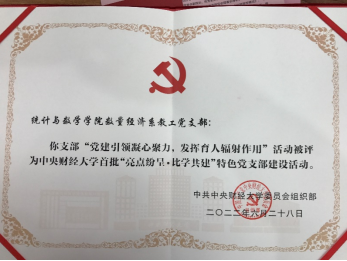 统计与数学学院数量经济系教工党支部：
你支部“党建引领凝心聚力，发挥育人辐射作用”活动被评
为中央财经大学首批“亮点纷呈·比学共建”特色党支部建设活动。
中共中央财经大学委员会组织部
二〇二二年六月二十八日